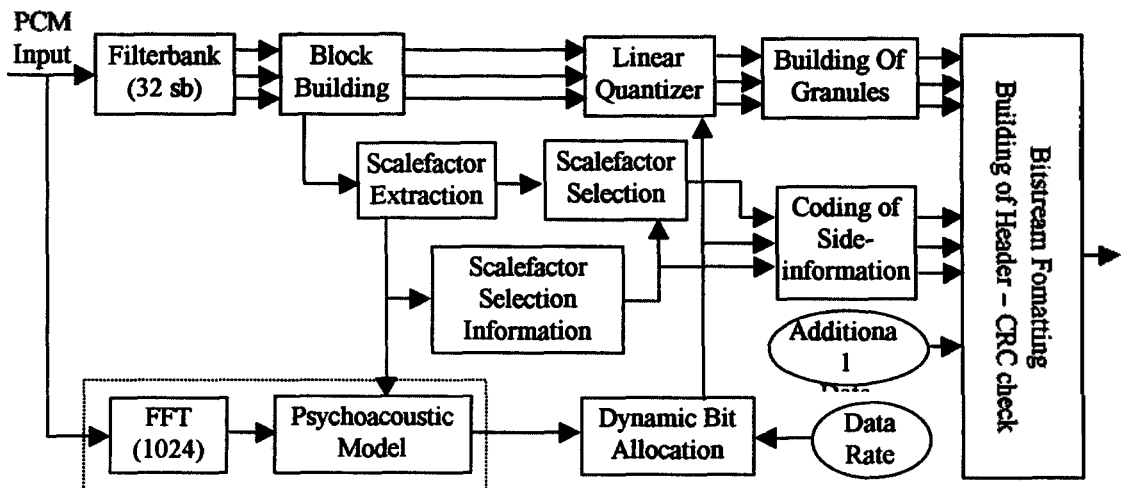 PCM
Input
Filterbank
(32 sb)
Block
Building
Linear
Quantizer
Building Of
Granules
Scalefactor
Extraction
Scalefactor
Selection
Coding of
Side-
information
Scalefactor
Selection
Information
Additiona
l
Data
FFT
(1024)
Psychoacoustic
Model
Dynamic Bit
Allocation
Data
Rate
Bitstream Fomatting
Building of Header – CRC check